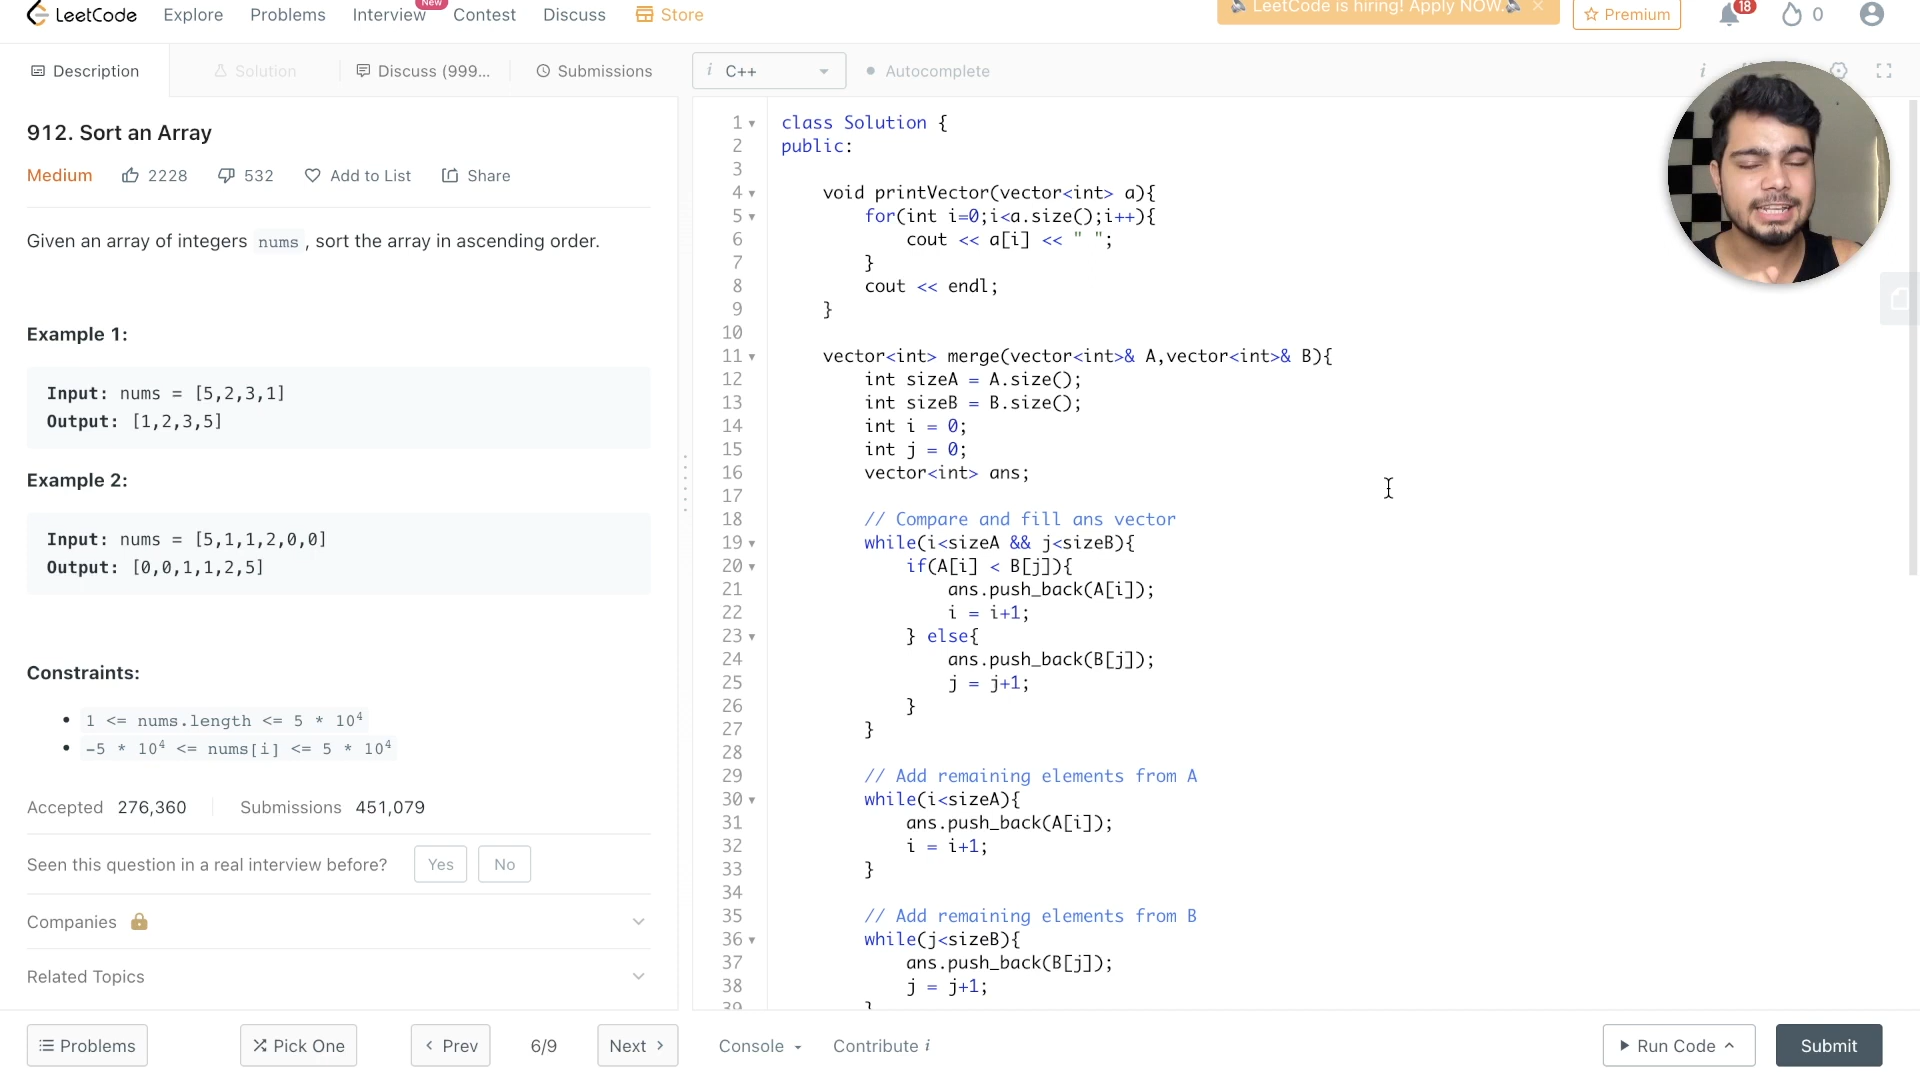 LeetCode Explore Problems Interview New Contest Discuss Store LeetCode is hiring! Apply NOW. Premium 18 0
Description Solution Discuss (999... Submissions
912. Sort an Array
Medium 2228 532 Add to List Share
Given an array of integers nums , sort the array in ascending order.
Example 1:
Input: nums = [5,2,3,1]
Output: [1,2,3,5]
Example 2:
Input: nums = [5,1,1,2,0,0]
Output: [0,0,1,1,2,5]
Constraints:
• 1 <= nums.length <= 5 * 10⁴
• -5 * 10⁴ <= nums[i] <= 5 * 10⁴
Accepted 276,360 Submissions 451,079
Seen this question in a real interview before? Yes No
Companies
Related Topics
i C++ Autocomplete i
1 class Solution {
2 public:
3
4 void printVector(vector<int> a){
5 for(int i=0;i<a.size();i++){
6 cout << a[i] << " ";
7 }
8 cout << endl;
9 }
10
11 vector<int> merge(vector<int>& A,vector<int>& B){
12 int sizeA = A.size();
13 int sizeB = B.size();
14 int i = 0;
15 int j = 0;
16 vector<int> ans;
17
18 // Compare and fill ans vector
19 while(i<sizeA && j<sizeB){
20 if(A[i] < B[j]){
21 ans.push_back(A[i]);
22 i = i+1;
23 } else{
24 ans.push_back(B[j]);
25 j = j+1;
26 }
27 }
28
29 // Add remaining elements from A
30 while(i<sizeA){
31 ans.push_back(A[i]);
32 i = i+1;
33 }
34
35 // Add remaining elements from B
36 while(j<sizeB){
37 ans.push_back(B[j]);
38 j = j+1;
39 }
Problems Pick One < Prev 6/9 Next > Console Contribute i Run Code Submit